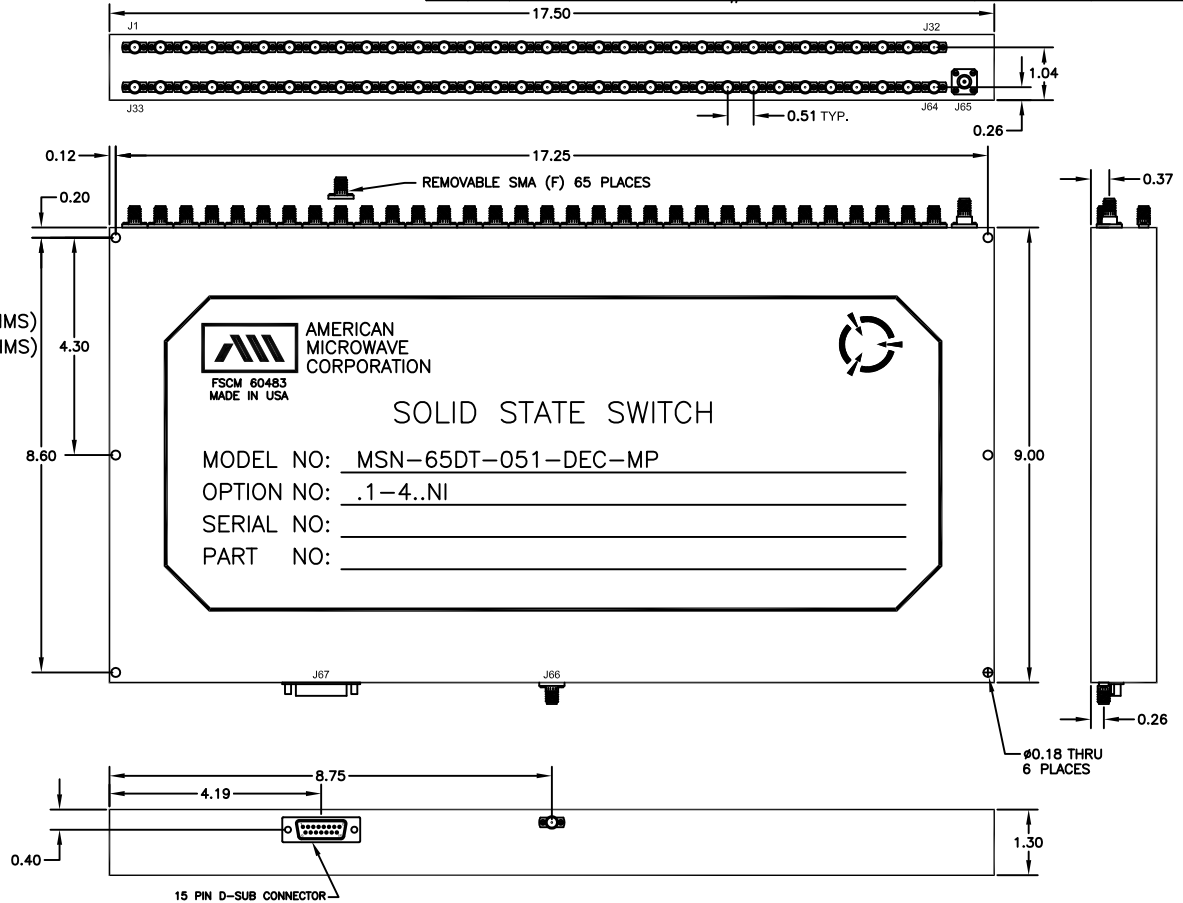 17.50
J1
J32
1.04
J33
J64
J65
0.51 TYP.
0.26
0.12
17.25
REMOVABLE SMA (F) 65 PLACES
0.37
0.20
IMS)
IMS)
4.30
AMERICAN
MICROWAVE
CORPORATION
FSCM 60483
MADE IN USA
SOLID STATE SWITCH
8.60
9.00
MODEL NO: MSN-65DT-051-DEC-MP
OPTION NO: .1-4..NI
SERIAL NO:
PART NO:
J67
J66
0.26
ø0.18 THRU
6 PLACES
8.75
4.19
0.40
1.30
15 PIN D-SUB CONNECTOR